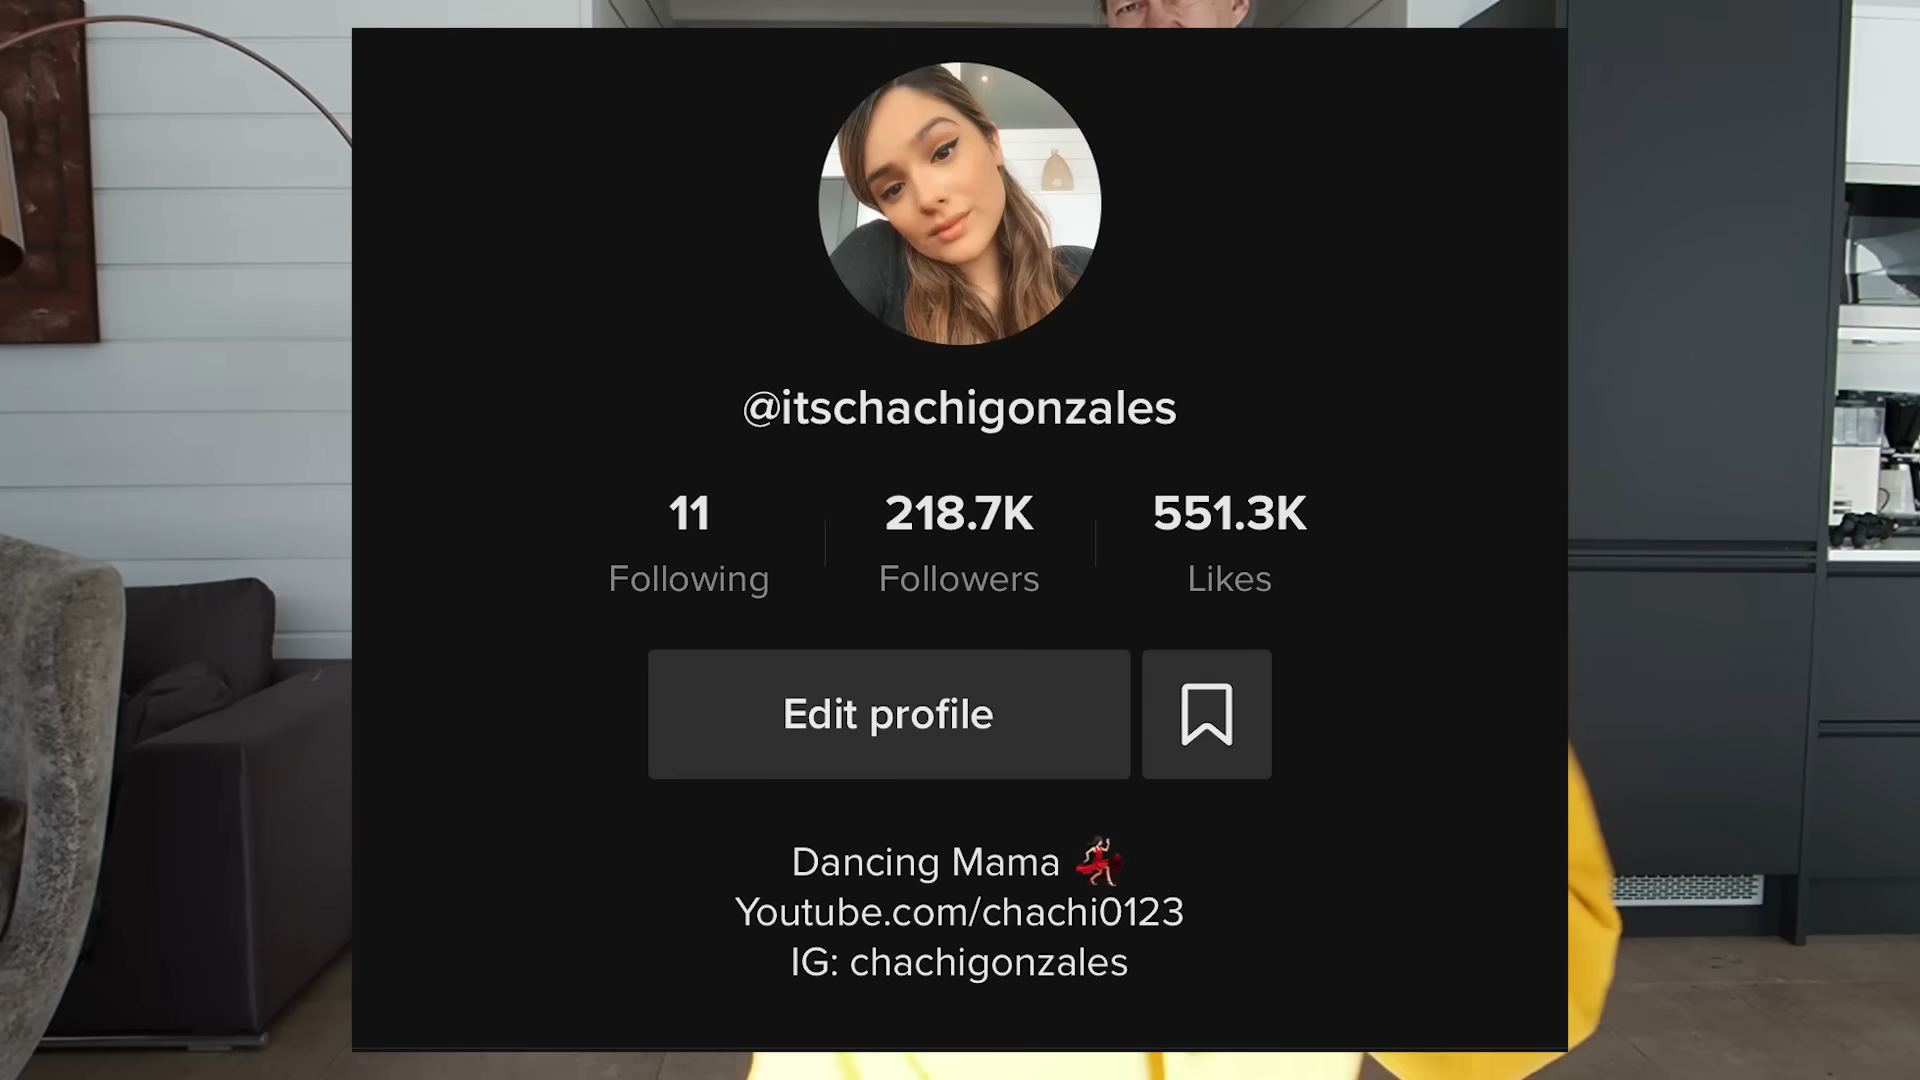 @itschachigonzales
11 218.7K 551.3K
Following Followers Likes
Edit profile
Dancing Mama 💃🏻
Youtube.com/chachi0123
IG: chachigonzales